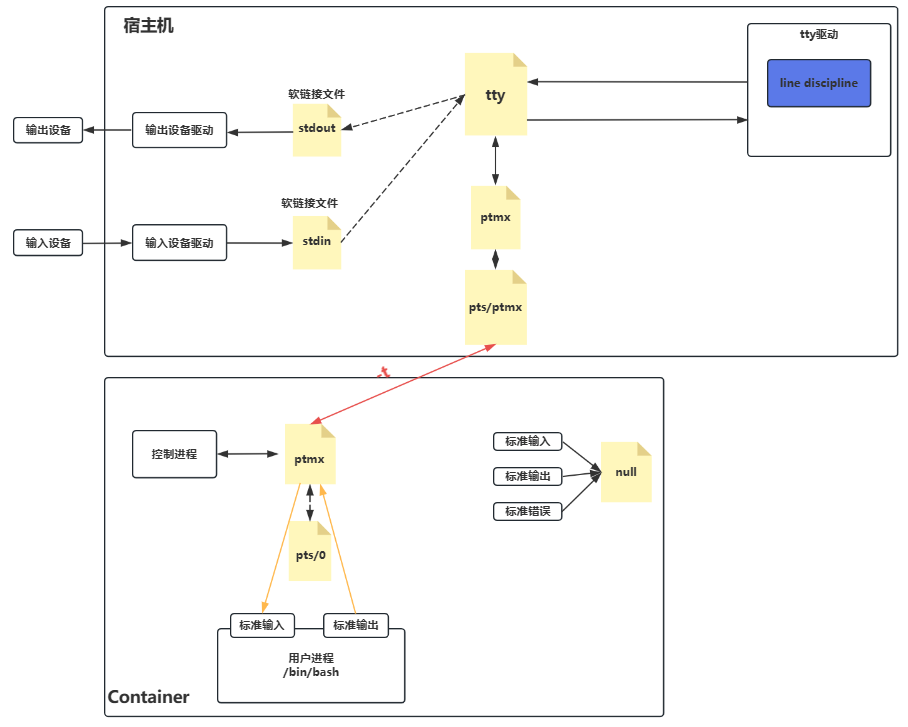 宿主机
tty驱动
line discipline
tty
软链接文件
stdout
输出设备
输出设备驱动
软链接文件
stdin
输入设备
输入设备驱动
ptmx
pts/ptmx
-t
控制进程
ptmx
标准输入
标准输出
标准错误
null
pts/0
标准输入
标准输出
用户进程
/bin/bash
Container